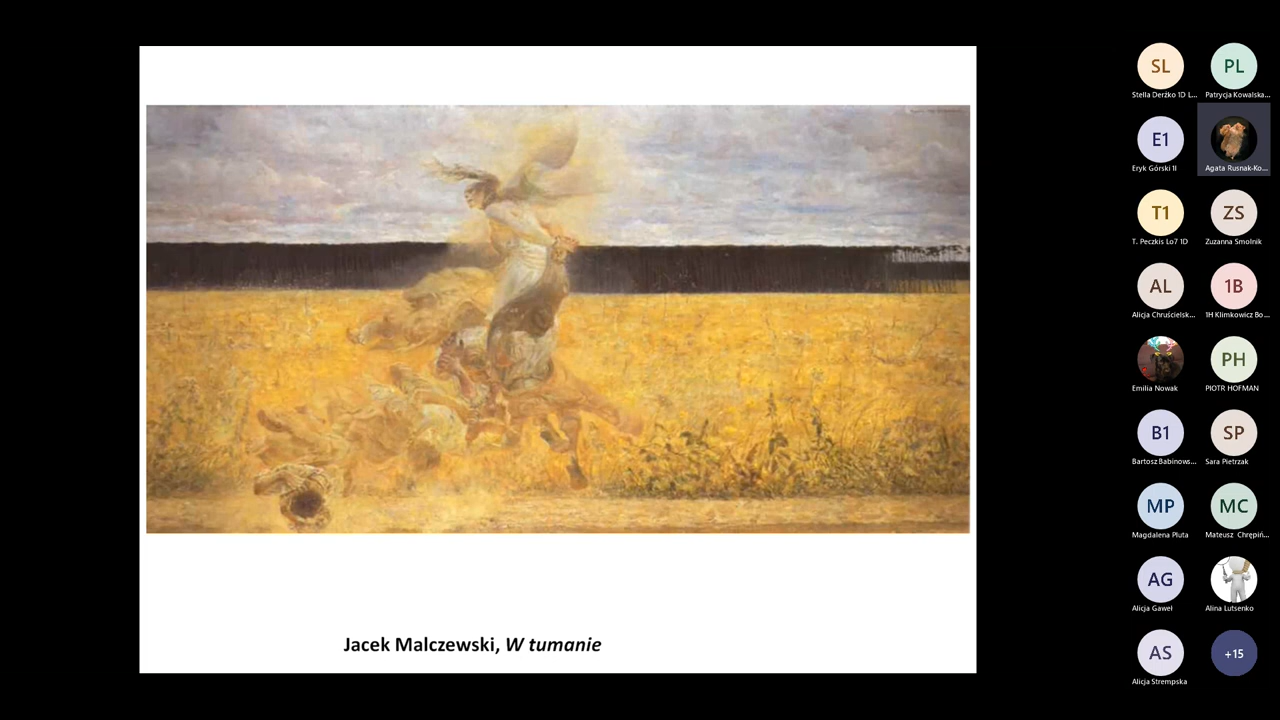 SL
PL
Stella Derżko 1D L...
Patrycja Kowalska...
E1
Eryk Górski 1I
Agata Rusnak-Ko...
T1
ZS
T. Peczkis Lo7 1D
Zuzanna Smolnik
AL
1B
Alicja Chruścielsk...
1H Klimkowicz Bo...
PH
Emilia Nowak
PIOTR HOFMAN
B1
SP
Bartosz Babinows...
Sara Pietrzak
MP
MC
Magdalena Pluta
Mateusz Chrępiń...
AG
Alicja Gaweł
Alina Lutsenko
AS
+15
Alicja Strempska
Jacek Malczewski, W tumanie